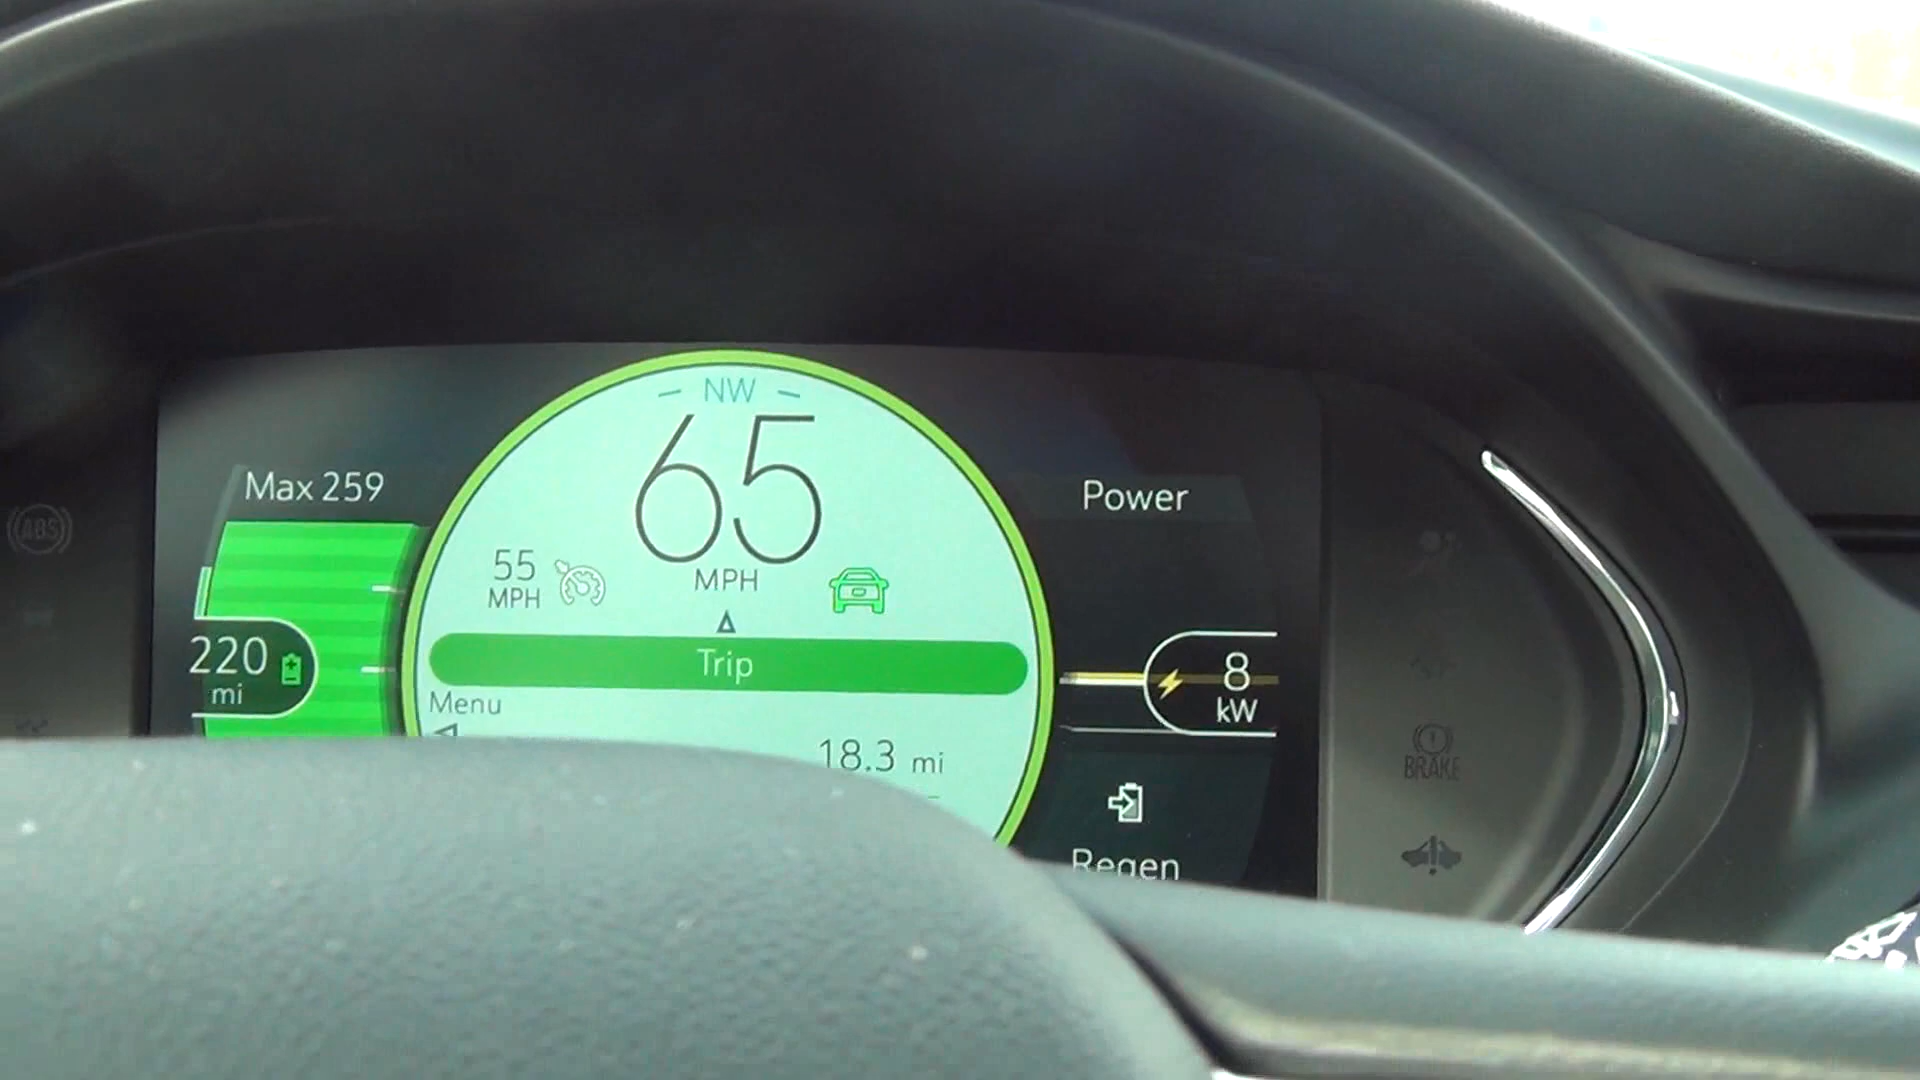 NW
65
MPH
Max 259
Power
55
MPH
ABS
220
mi
Trip
8
kW
Menu
18.3 mi
BRAKE
Regen